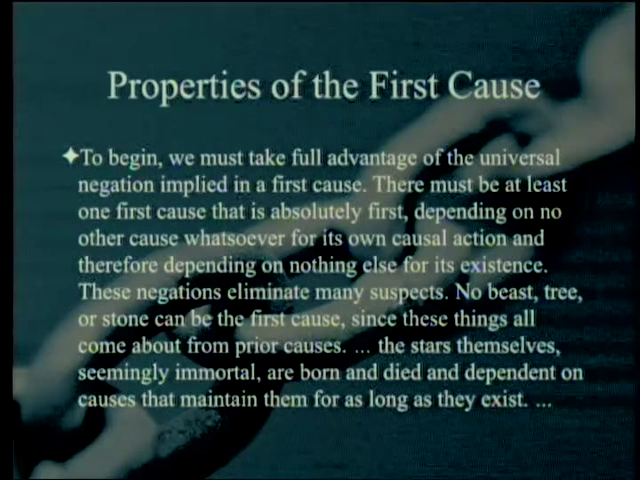 Properties of the First Cause
✦To begin, we must take full advantage of the universal
negation implied in a first cause. There must be at least
one first cause that is absolutely first, depending on no
other cause whatsoever for its own causal action and
therefore depending on nothing else for its existence.
These negations eliminate many suspects. No beast, tree,
or stone can be the first cause, since these things all
come about from prior causes. ... the stars themselves,
seemingly immortal, are born and died and dependent on
causes that maintain them for as long as they exist. ...